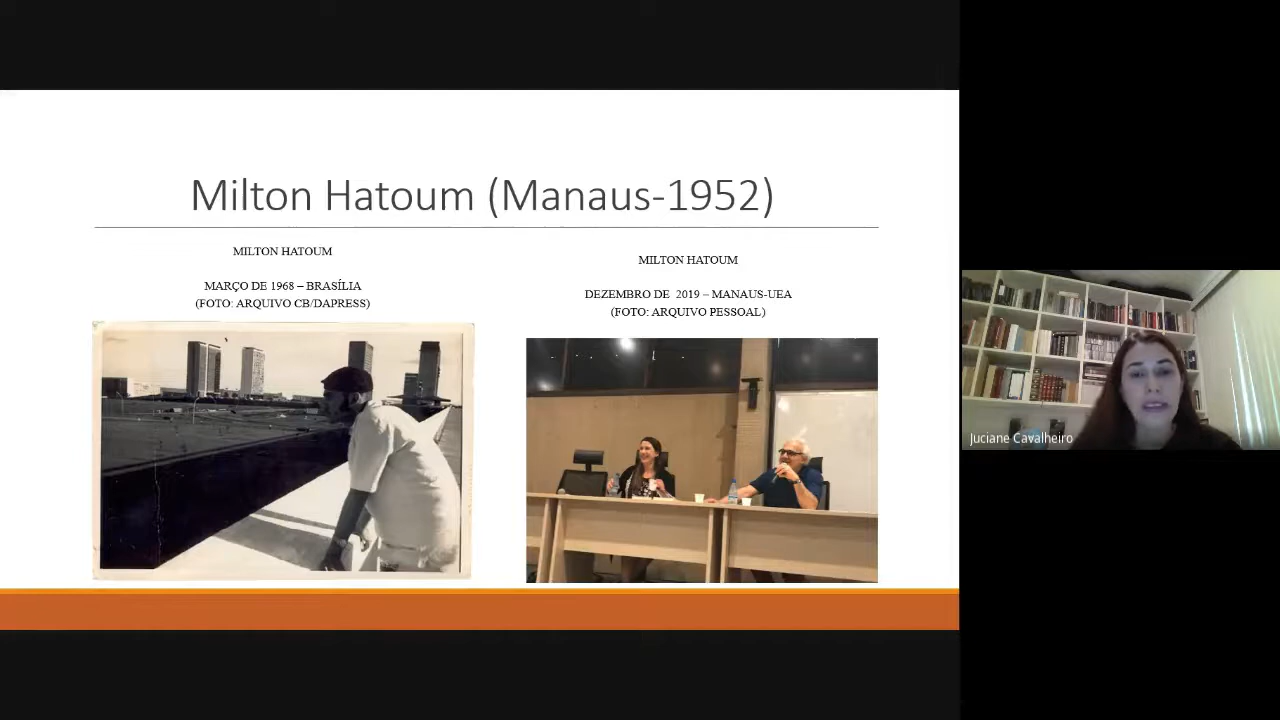 Milton Hatoum (Manaus-1952)
MILTON HATOUM
MARÇO DE 1968 – BRASÍLIA
(FOTO: ARQUIVO CB/DAPRESS)
MILTON HATOUM
DEZEMBRO DE 2019 – MANAUS-UEA
(FOTO: ARQUIVO PESSOAL)
Juciane Cavalheiro